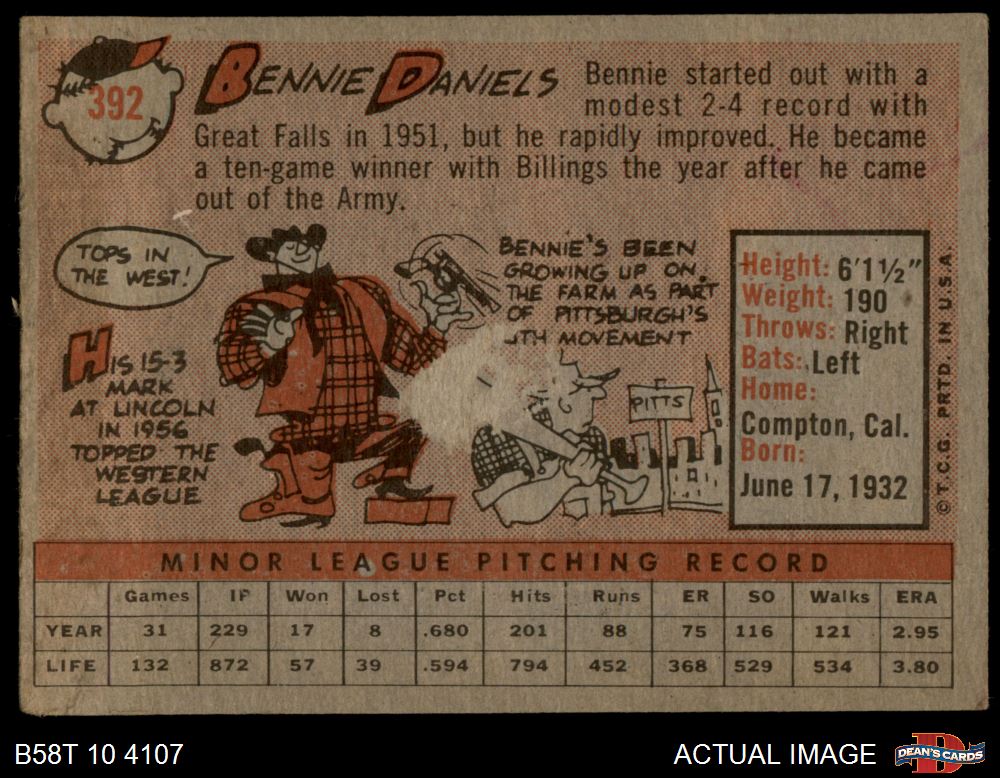 392
BENNIE DANIELS
Bennie started out with a
modest 2-4 record with
Great Falls in 1951, but he rapidly improved. He became
a ten-game winner with Billings the year after he came
out of the Army.
TOPS IN
THE WEST!
HIS 15-3
MARK
AT LINCOLN
IN 1956
TOPPED THE
WESTERN
LEAGUE
BENNIE'S BEEN
GROWING UP ON
THE FARM AS PART
OF PITTSBURGH'S
MOVEMENT
PITTS
Height: 6'1½"
Weight: 190
Throws: Right
Bats: Left
Home:
Compton, Cal.
Born:
June 17, 1932
© T.C.G. PRTD. IN U.S.A.
MINOR LEAGUE PITCHING RECORD
Games IP Won Lost Pct Hits Runs ER SO Walks ERA
YEAR 31 229 17 8 .680 201 88 75 116 121 2.95
LIFE 132 872 57 39 .594 794 452 368 529 534 3.80
B58T 10 4107
ACTUAL IMAGE
DEAN'S CARDS